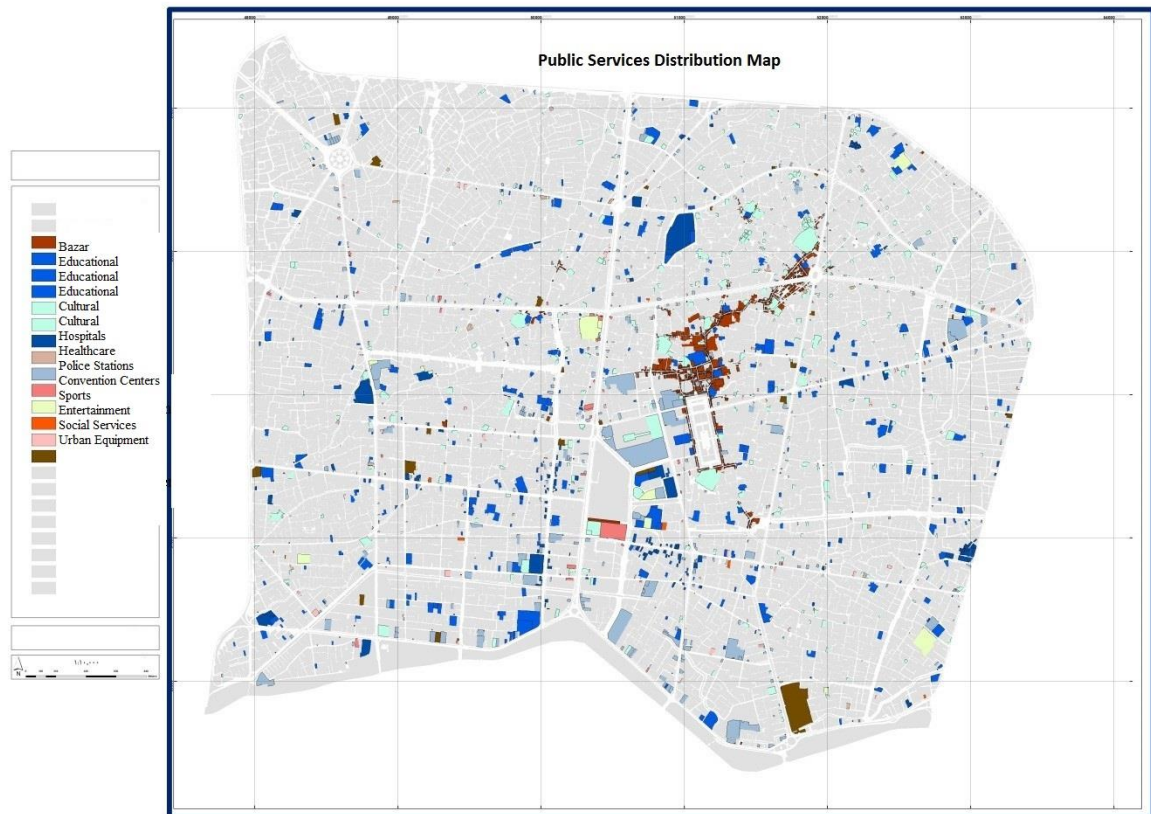 Public Services Distribution Map
Bazar
Educational
Educational
Educational
Cultural
Cultural
Hospitals
Healthcare
Police Stations
Convention Centers
Sports
Entertainment
Social Services
Urban Equipment
N